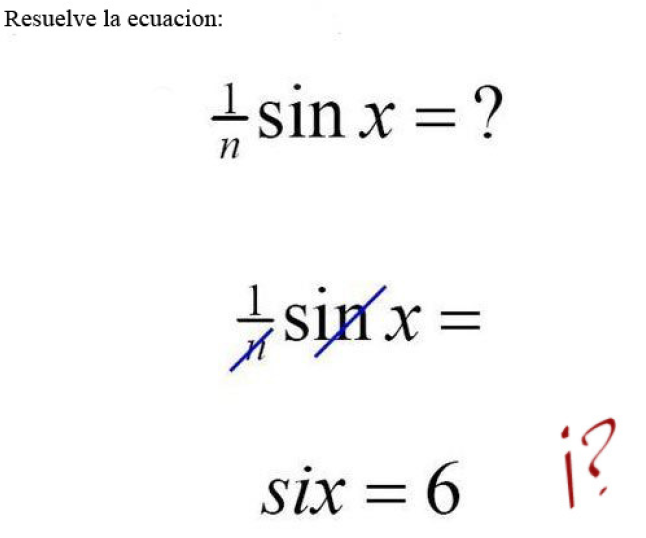 Resuelve la ecuacion:
1/n sin x = ?
1/n sin x =
six = 6
¡?